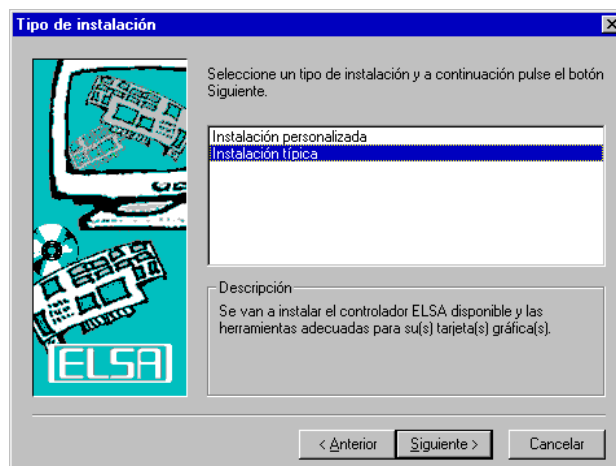 Tipo de instalación
Seleccione un tipo de instalación y a continuación pulse el botón
Siguiente.
Instalación personalizada
Instalación típica
Descripción
Se van a instalar el controlador ELSA disponible y las
herramientas adecuadas para su(s) tarjeta(s) gráfica(s).
ELSA
< Anterior
Siguiente >
Cancelar